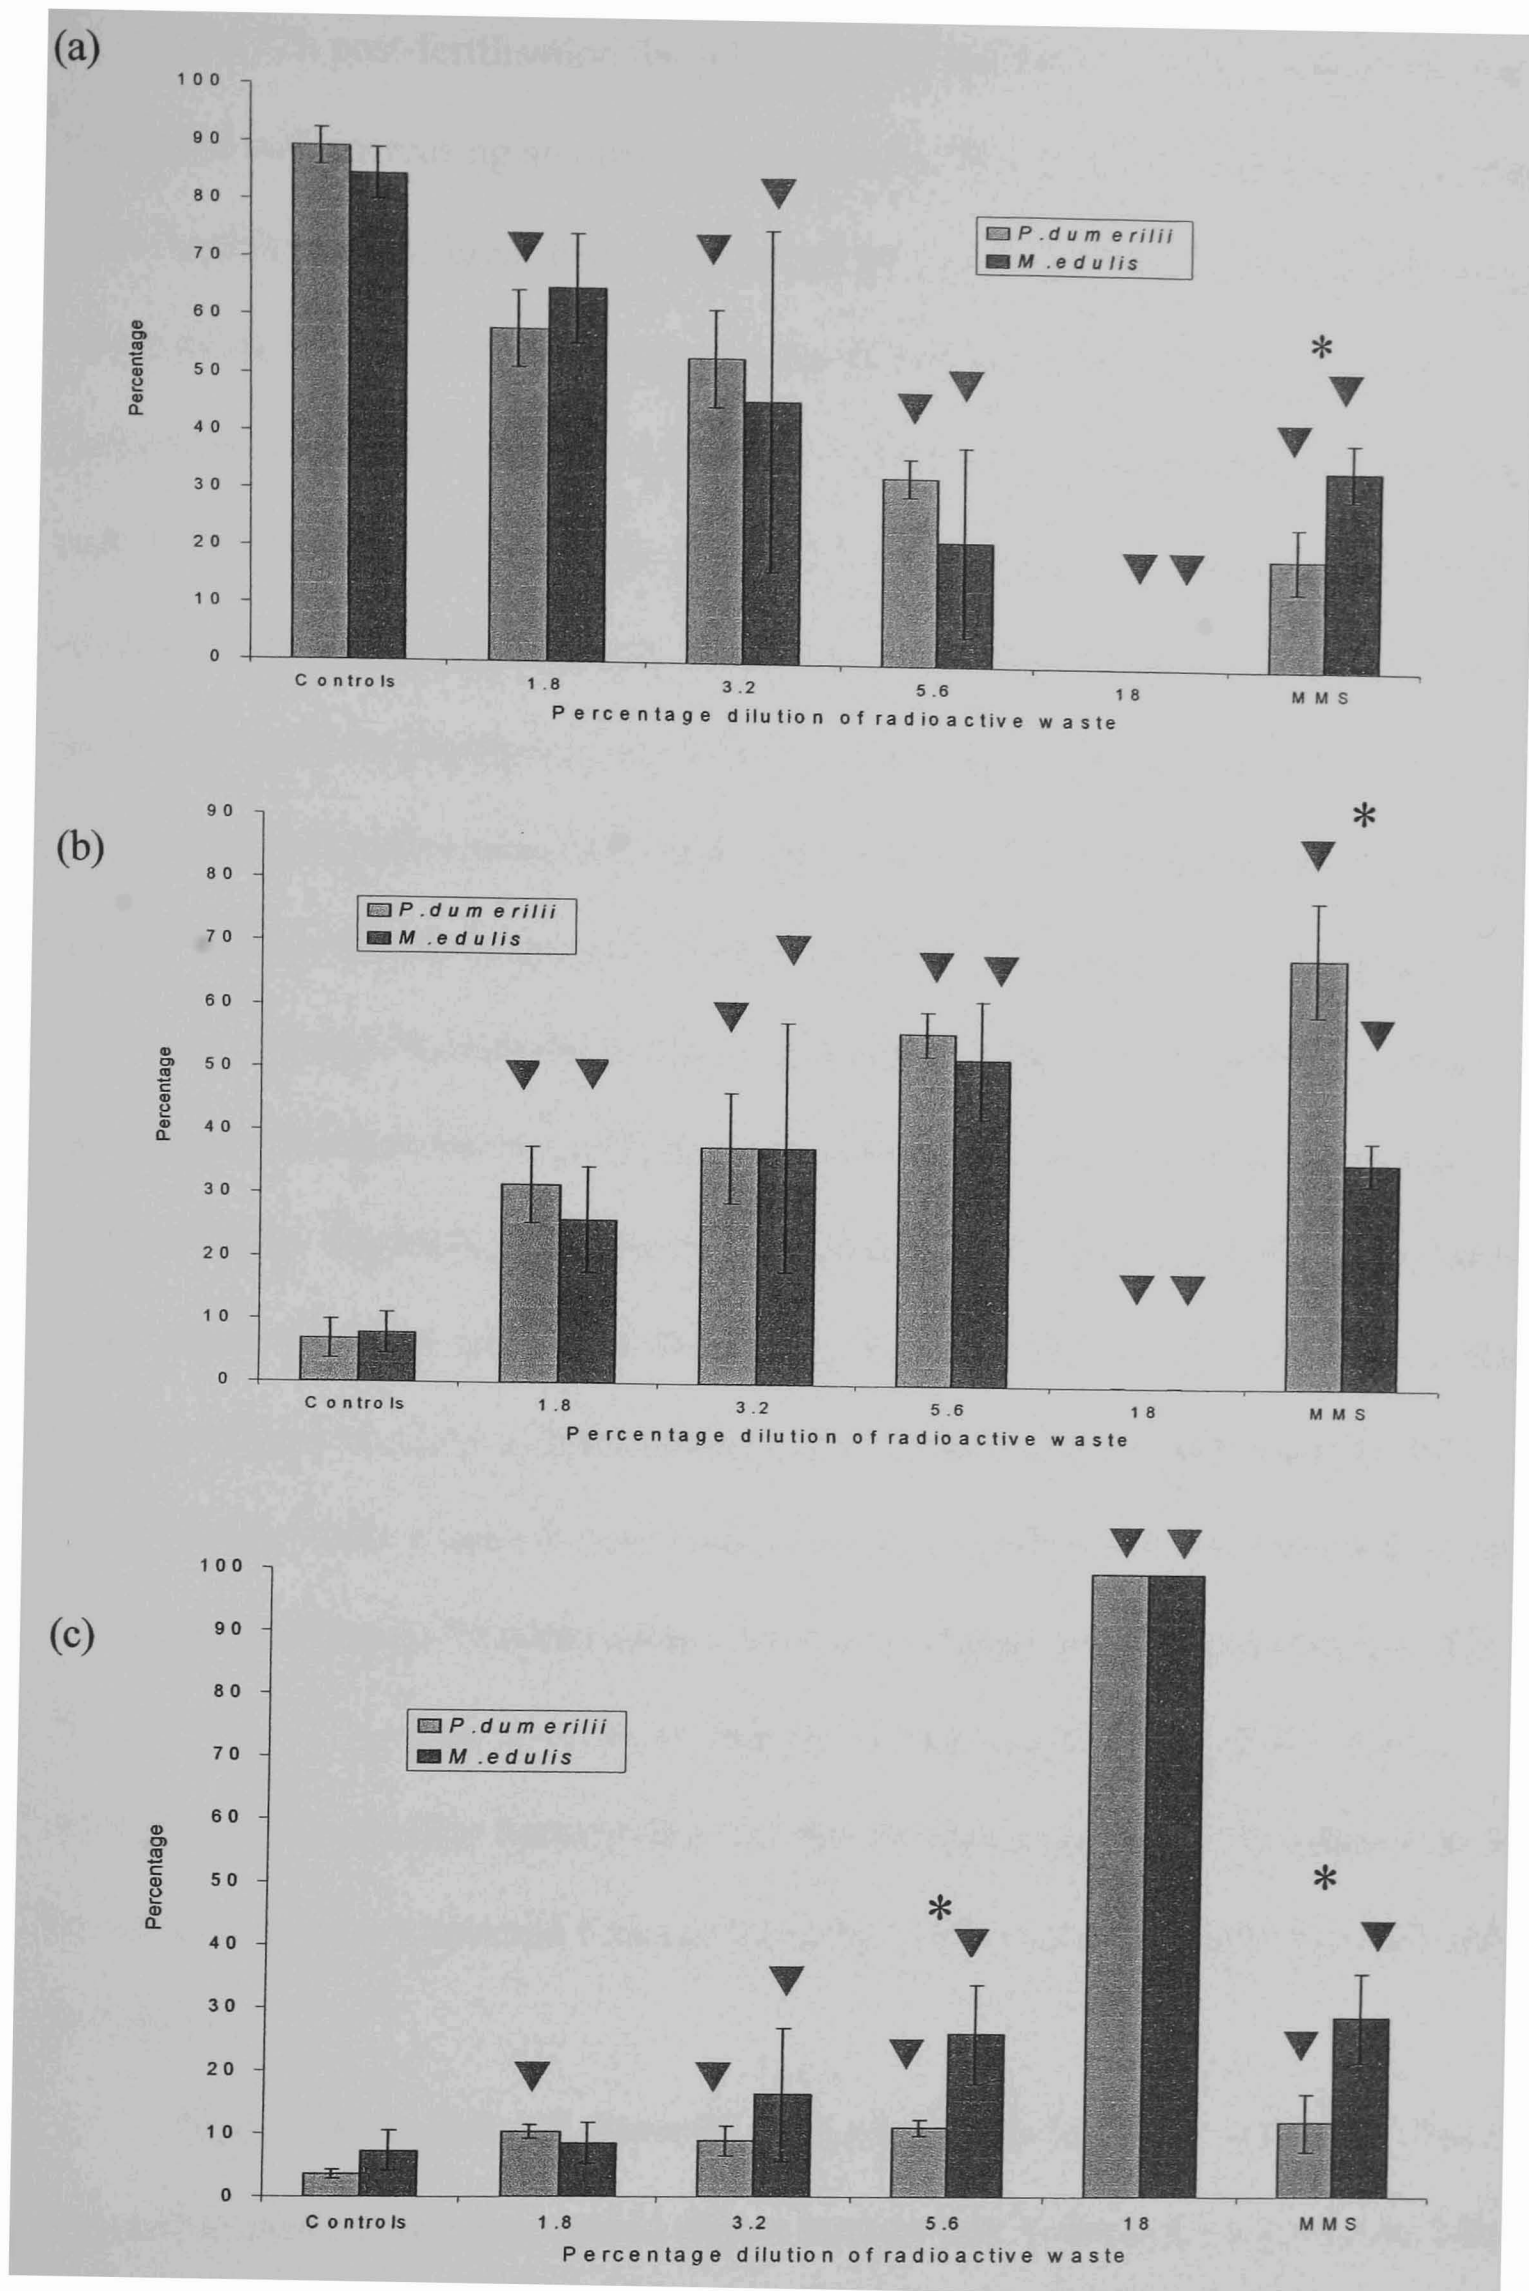 (a)
100
90
80
70
60
50
40
30
20
10
0
Percentage
P.dumerilii
M.edulis
*
Controls 1.8 3.2 5.6 18 MMS
Percentage dilution of radioactive waste
(b)
90
80
70
60
50
40
30
20
10
0
Percentage
P.dumerilii
M.edulis
*
Controls 1.8 3.2 5.6 18 MMS
Percentage dilution of radioactive waste
(c)
100
90
80
70
60
50
40
30
20
10
0
Percentage
P.dumerilii
M.edulis
*
*
Controls 1.8 3.2 5.6 18 MMS
Percentage dilution of radioactive waste